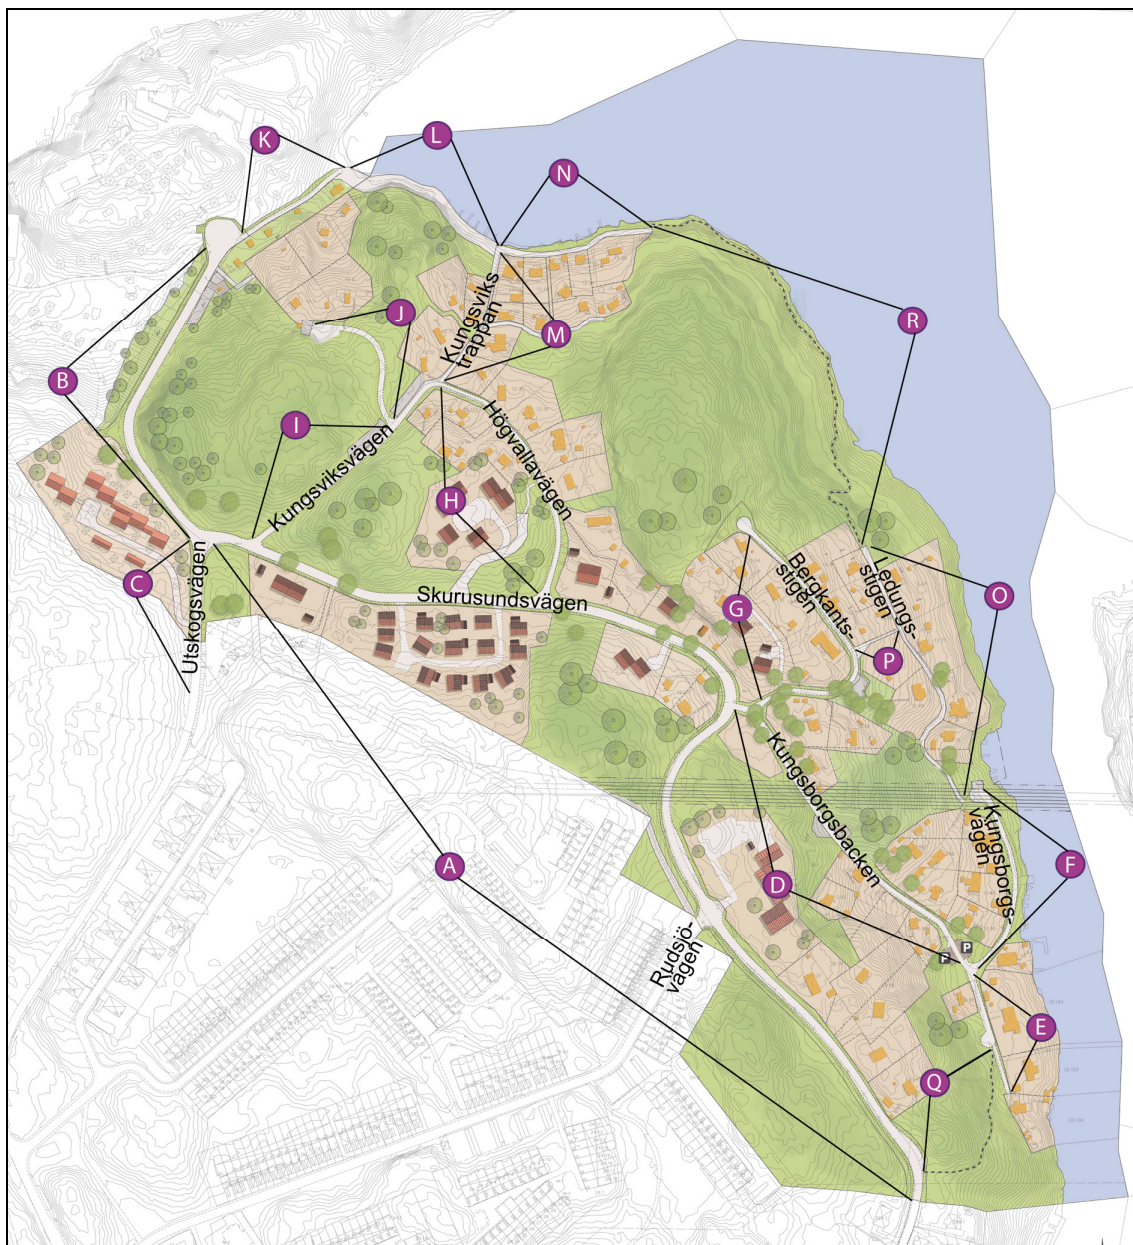 L
K
N
R
J
Kungsviks
trappan
M
B
I
Kungsviksvägen
Högvallavägen
H
C
Utskogsvägen
Skurusundsvägen
G
Bergkants-
stigen
Ledungs-
stigen
O
P
Kungsborgsbacken
Kungsborgs-
vägen
A
D
F
Rudsjö-
vägen
P
P
E
Q